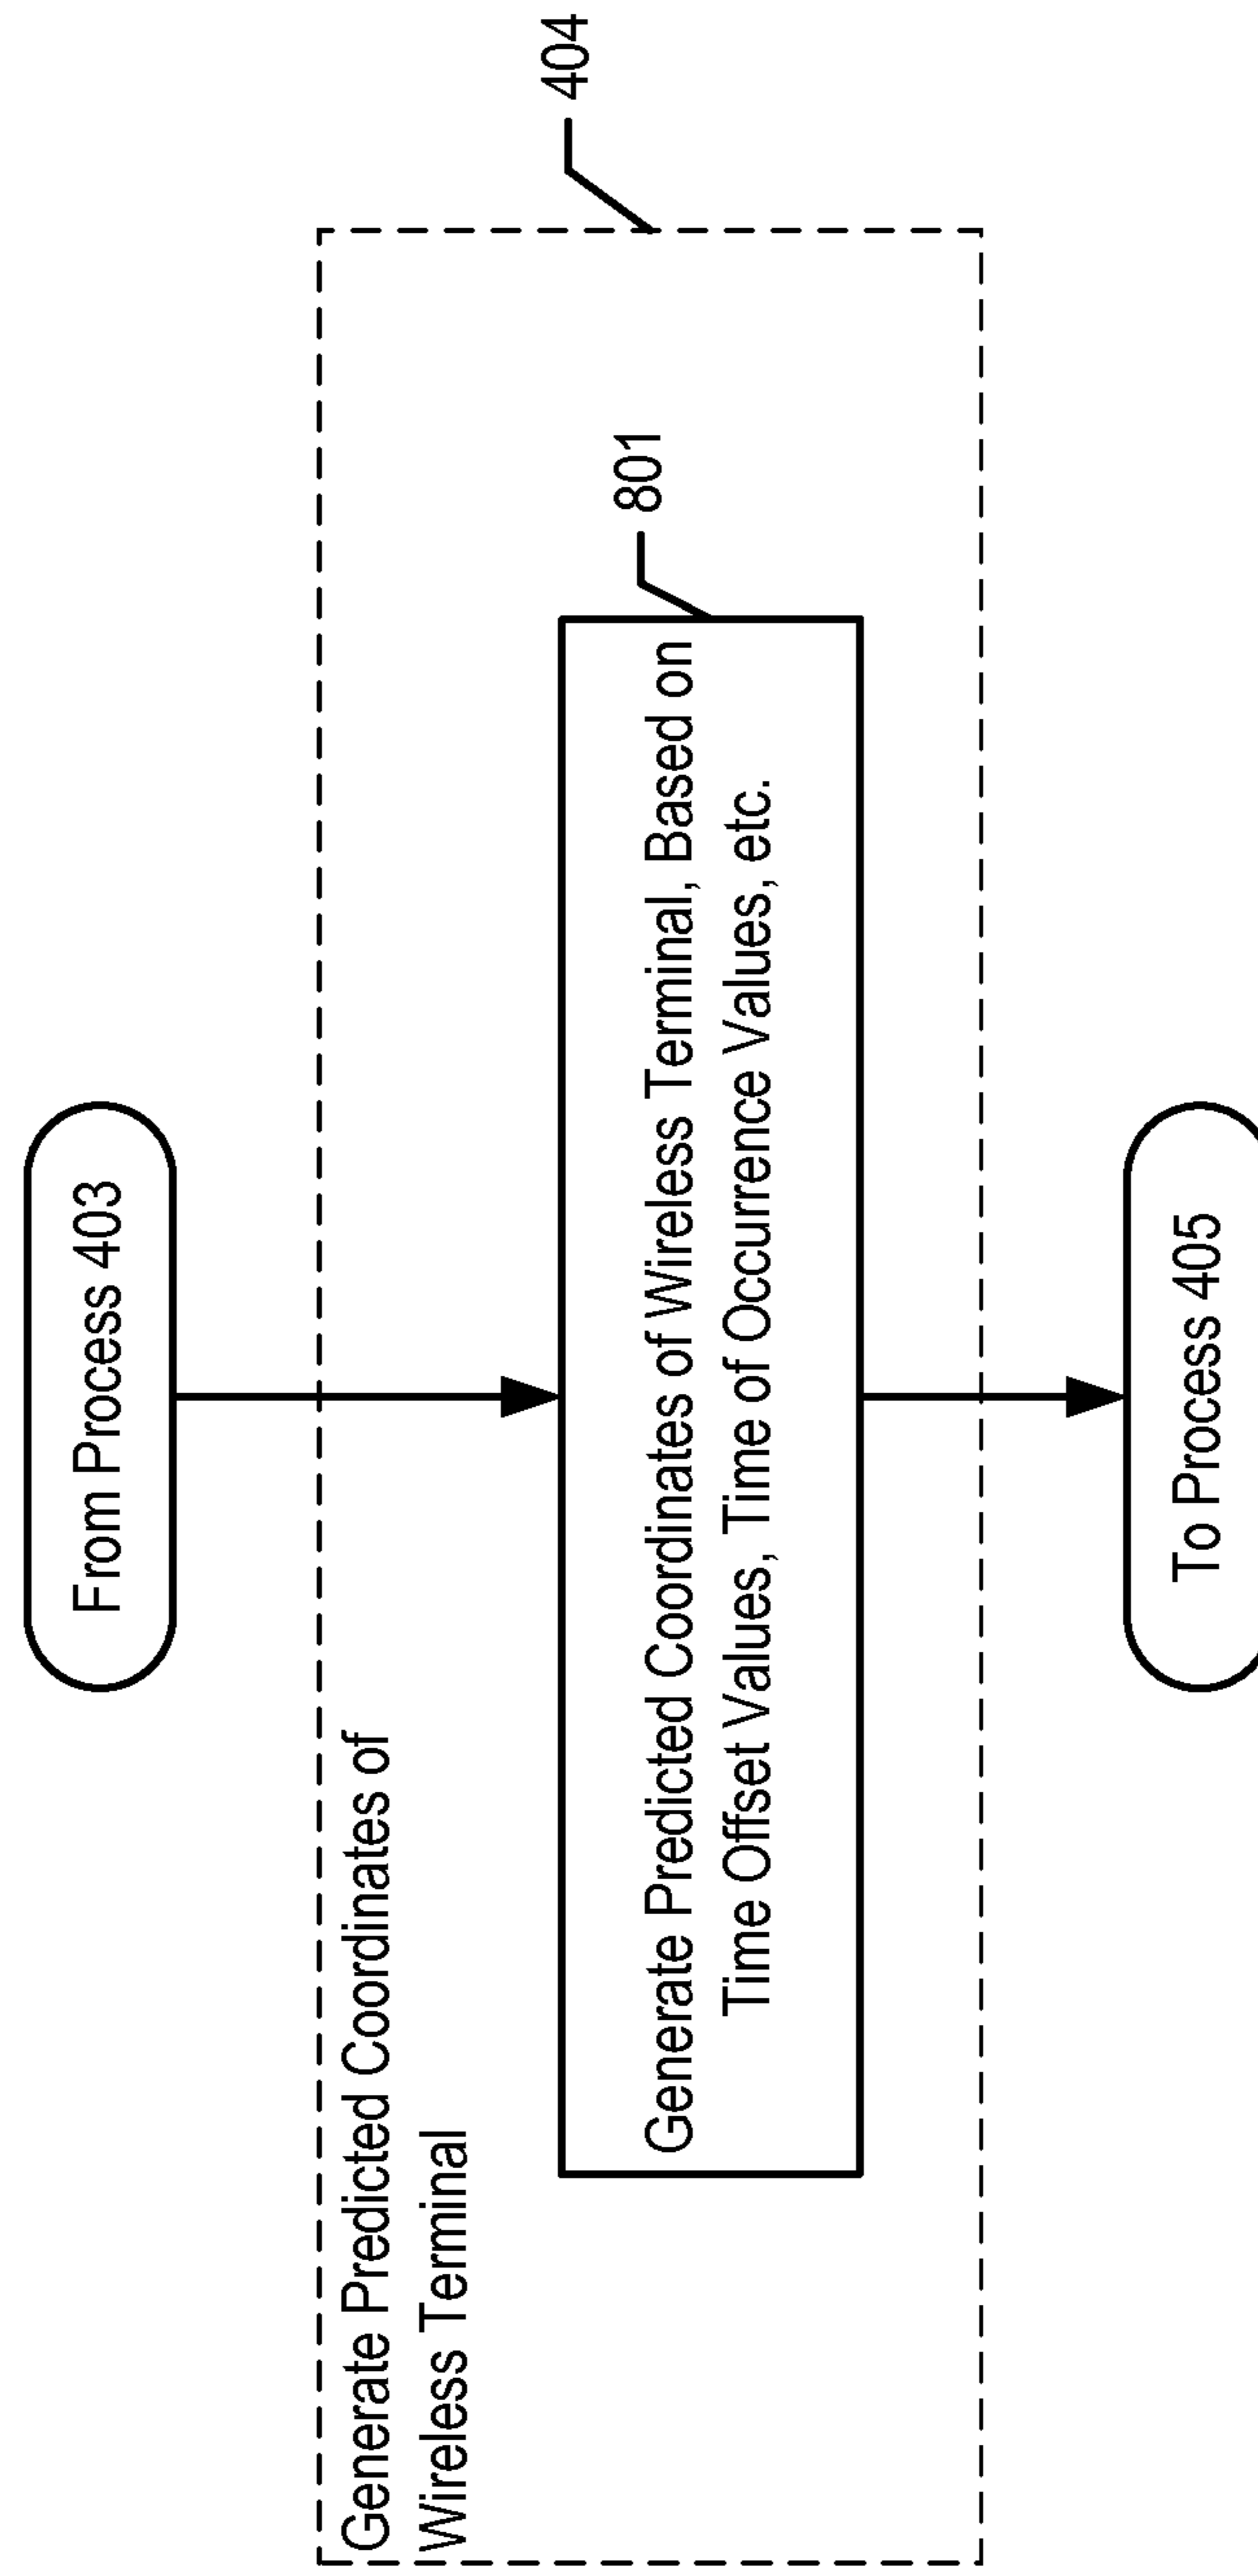 From Process 403
Generate Predicted Coordinates of
Wireless Terminal
404
801
Generate Predicted Coordinates of Wireless Terminal, Based on
Time Offset Values, Time of Occurrence Values, etc.
To Process 405